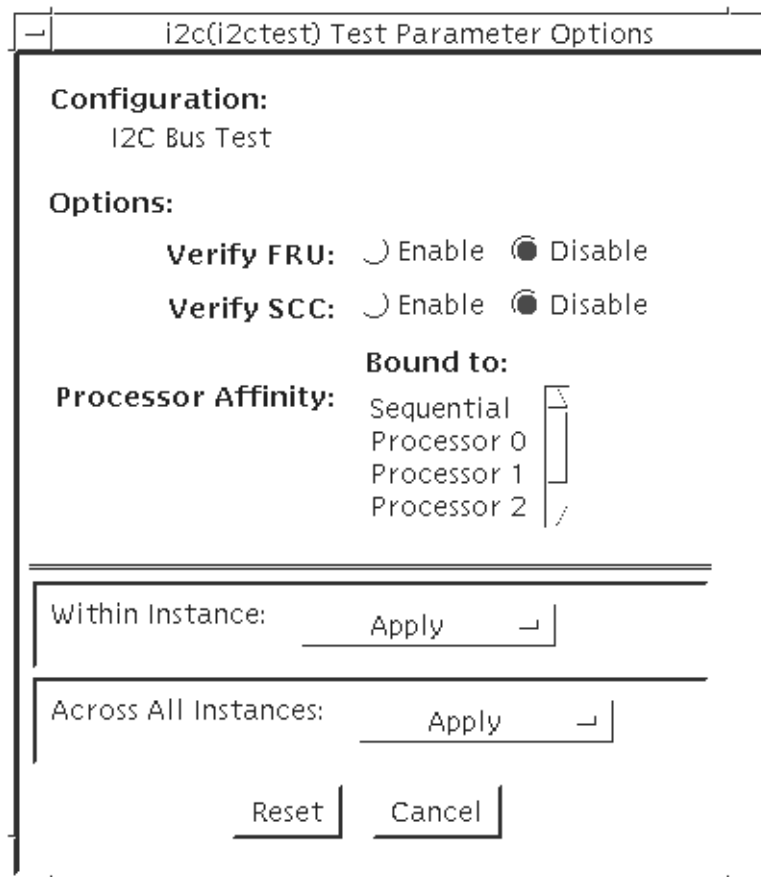 i2c(i2ctest) Test Parameter Options
Configuration:
I2C Bus Test
Options:
Verify FRU: Enable Disable
Verify SCC: Enable Disable
Bound to:
Processor Affinity:
Sequential
Processor 0
Processor 1
Processor 2
Within Instance: Apply
Across All Instances: Apply
Reset Cancel